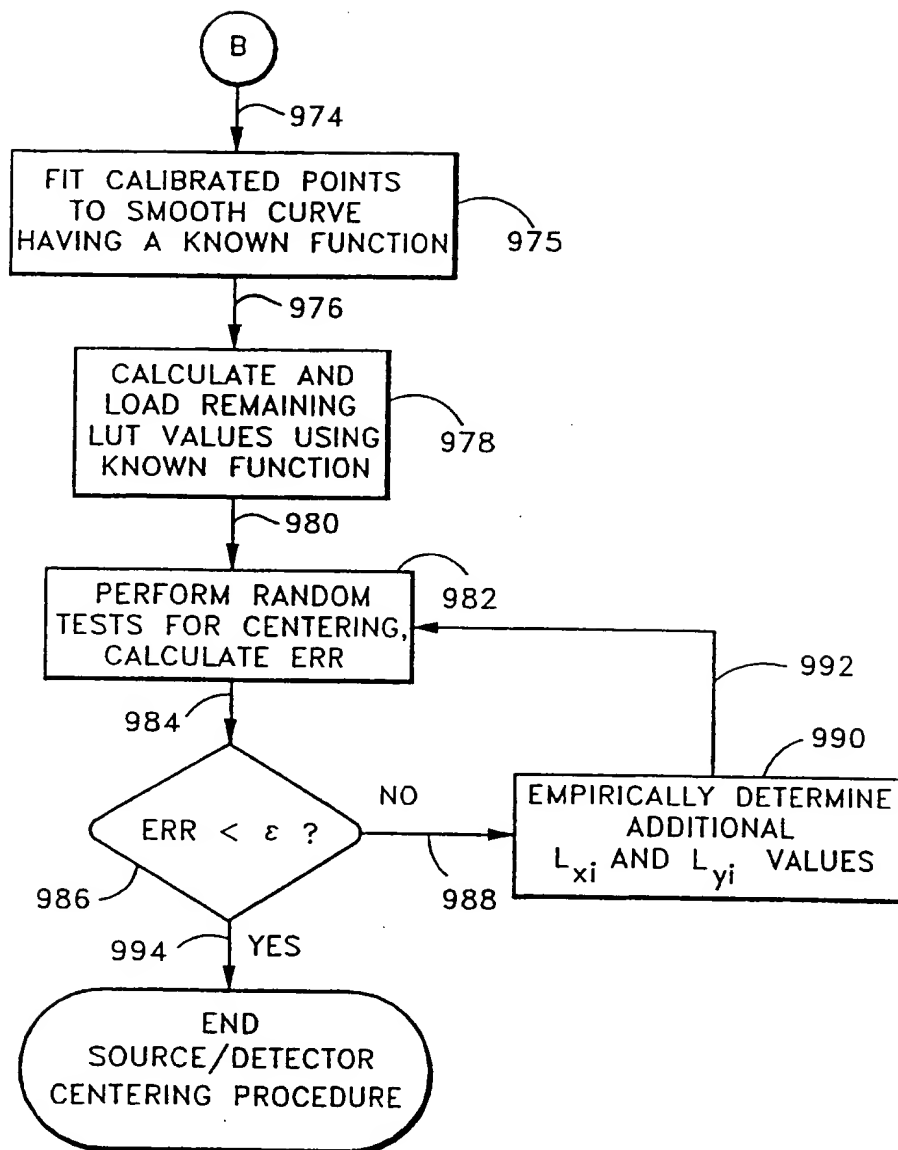 B
974
FIT CALIBRATED POINTS
TO SMOOTH CURVE
HAVING A KNOWN FUNCTION
975
976
CALCULATE AND
LOAD REMAINING
LUT VALUES USING
KNOWN FUNCTION
978
980
PERFORM RANDOM
TESTS FOR CENTERING,
CALCULATE ERR
982
992
984
990
ERR < ε ?
NO
988
EMPIRICALLY DETERMINE
ADDITIONAL
L_xi AND L_yi VALUES
986
994
YES
END
SOURCE/DETECTOR
CENTERING PROCEDURE